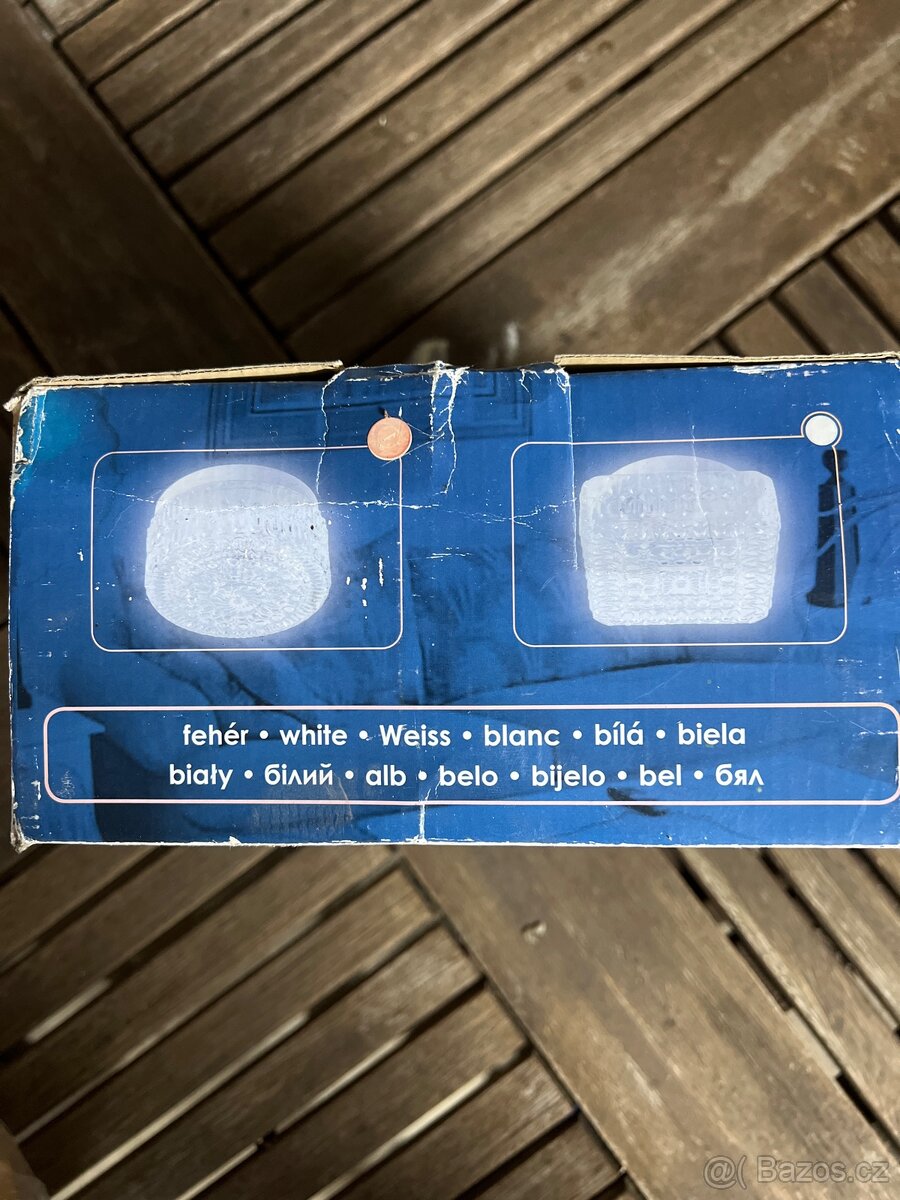 fehér • white • Weiss • blanc • bílá • biela
biały • білий • alb • belo • bijelo • bel • бял
@( Bazos.cz